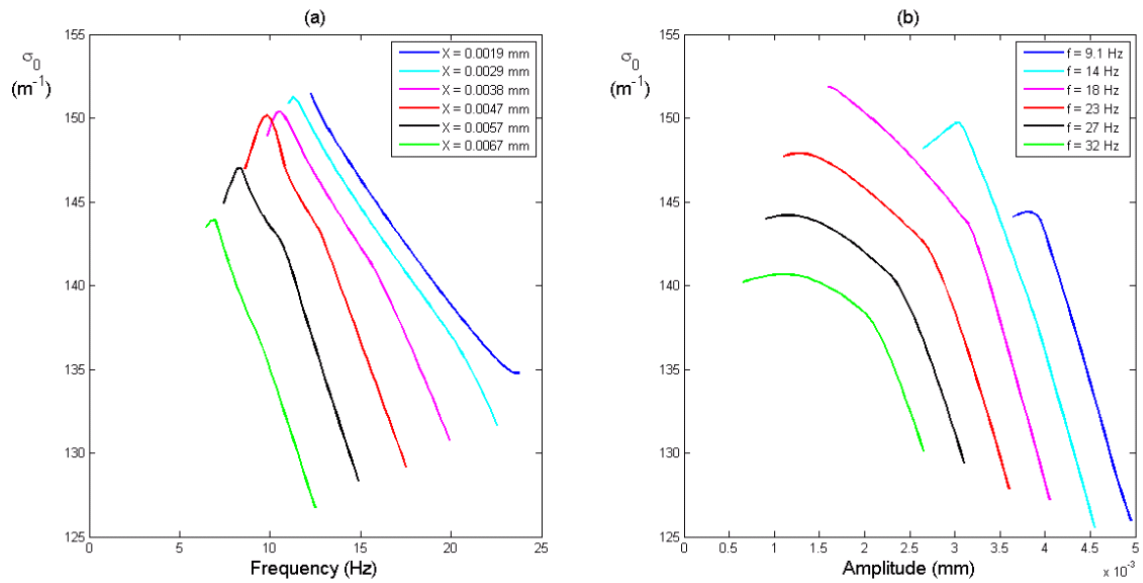 (a)
σ₀
(m⁻¹)
155
150
145
140
135
130
125
0
5
10
15
20
25
Frequency (Hz)
X = 0.0019 mm
X = 0.0029 mm
X = 0.0038 mm
X = 0.0047 mm
X = 0.0057 mm
X = 0.0067 mm
(b)
σ₀
(m⁻¹)
155
150
145
140
135
130
125
0
0.5
1
1.5
2
2.5
3
3.5
4
4.5
5
x 10⁻³
Amplitude (mm)
f = 9.1 Hz
f = 14 Hz
f = 18 Hz
f = 23 Hz
f = 27 Hz
f = 32 Hz